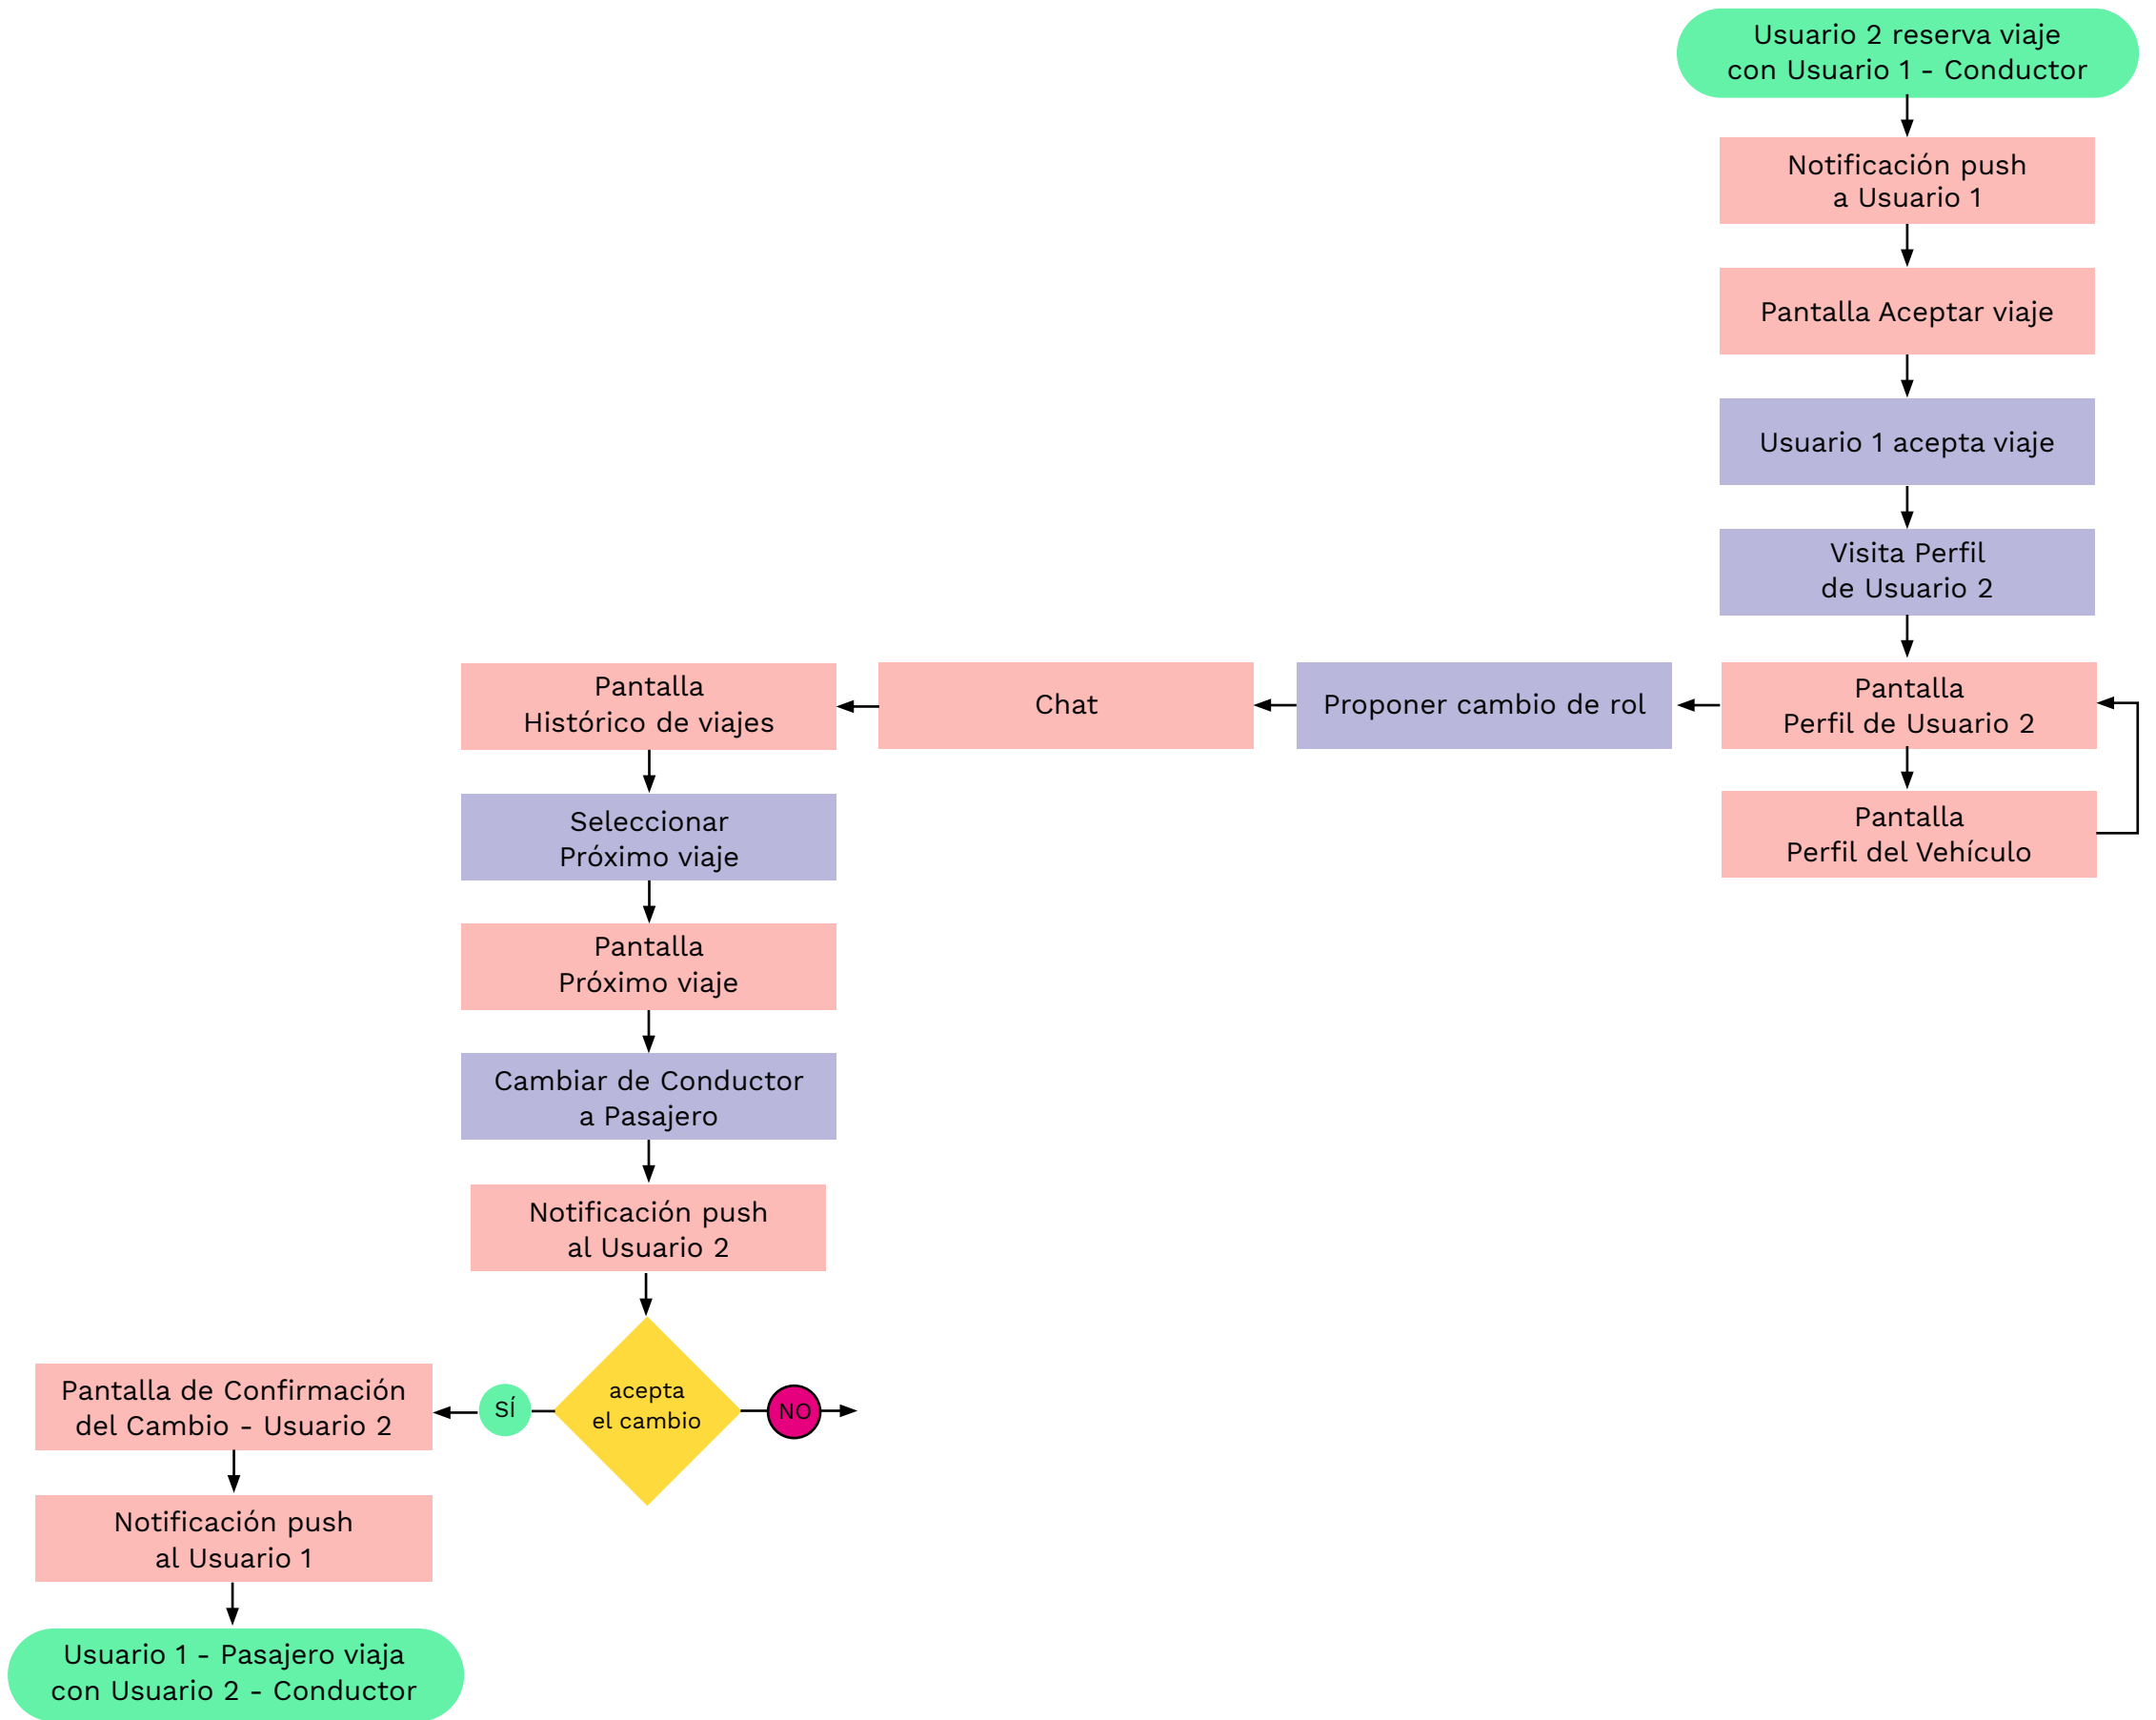 Usuario 2 reserva viaje
con Usuario 1 - Conductor
Notificación push
a Usuario 1
Pantalla Aceptar viaje
Usuario 1 acepta viaje
Visita Perfil
de Usuario 2
Pantalla
Perfil de Usuario 2
Pantalla
Perfil del Vehículo
Proponer cambio de rol
Chat
Pantalla
Histórico de viajes
Seleccionar
Próximo viaje
Pantalla
Próximo viaje
Cambiar de Conductor
a Pasajero
Notificación push
al Usuario 2
acepta
el cambio
NO
SÍ
Pantalla de Confirmación
del Cambio - Usuario 2
Notificación push
al Usuario 1
Usuario 1 - Pasajero viaja
con Usuario 2 - Conductor